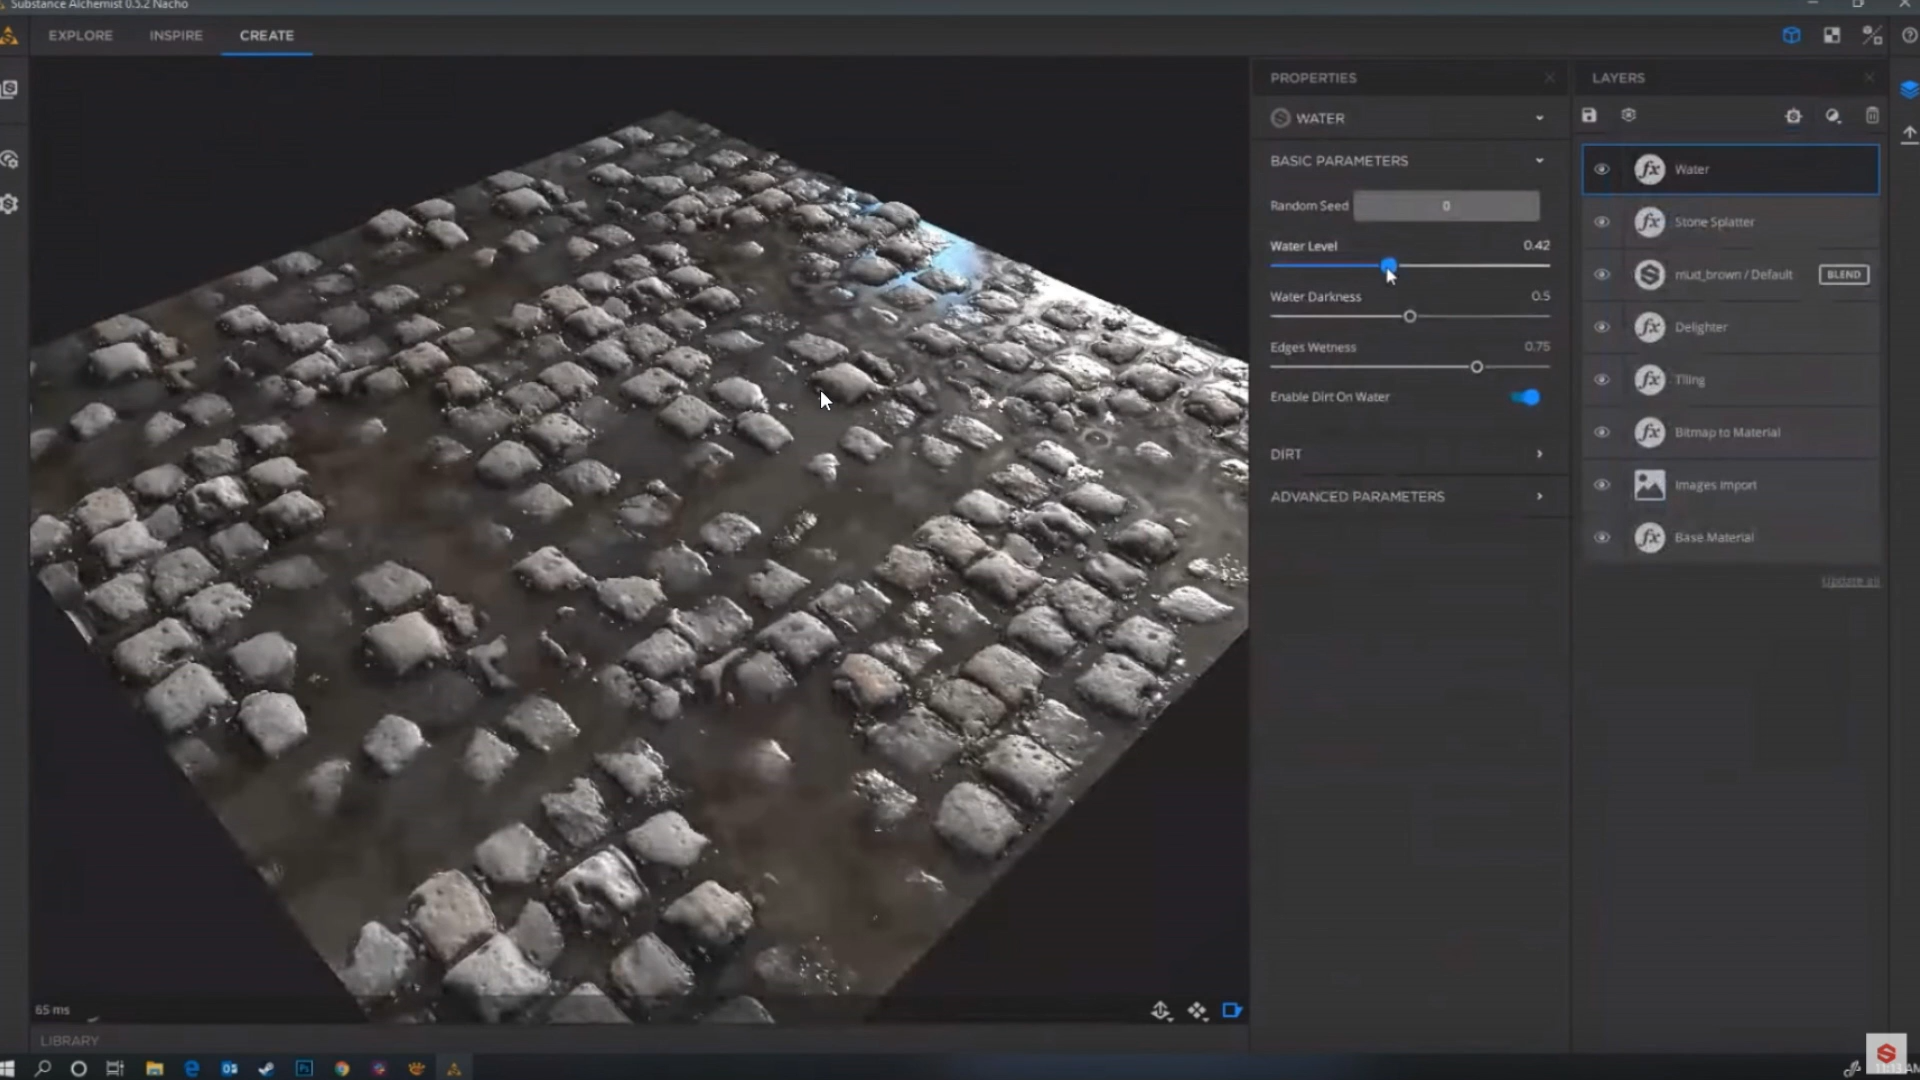 Substance Alchemist 0.5.2 Nacho
EXPLORE
INSPIRE
CREATE
PROPERTIES
WATER
BASIC PARAMETERS
Random Seed 0
Water Level 0.42
Water Darkness 0.5
Edges Wetness 0.75
Enable Dirt On Water
DIRT
ADVANCED PARAMETERS
LAYERS
Water
Stone Splatter
mud_brown / Default BLEND
Delighter
Tiling
Bitmap to Material
Images Import
Base Material
Update all
65 ms
LIBRARY